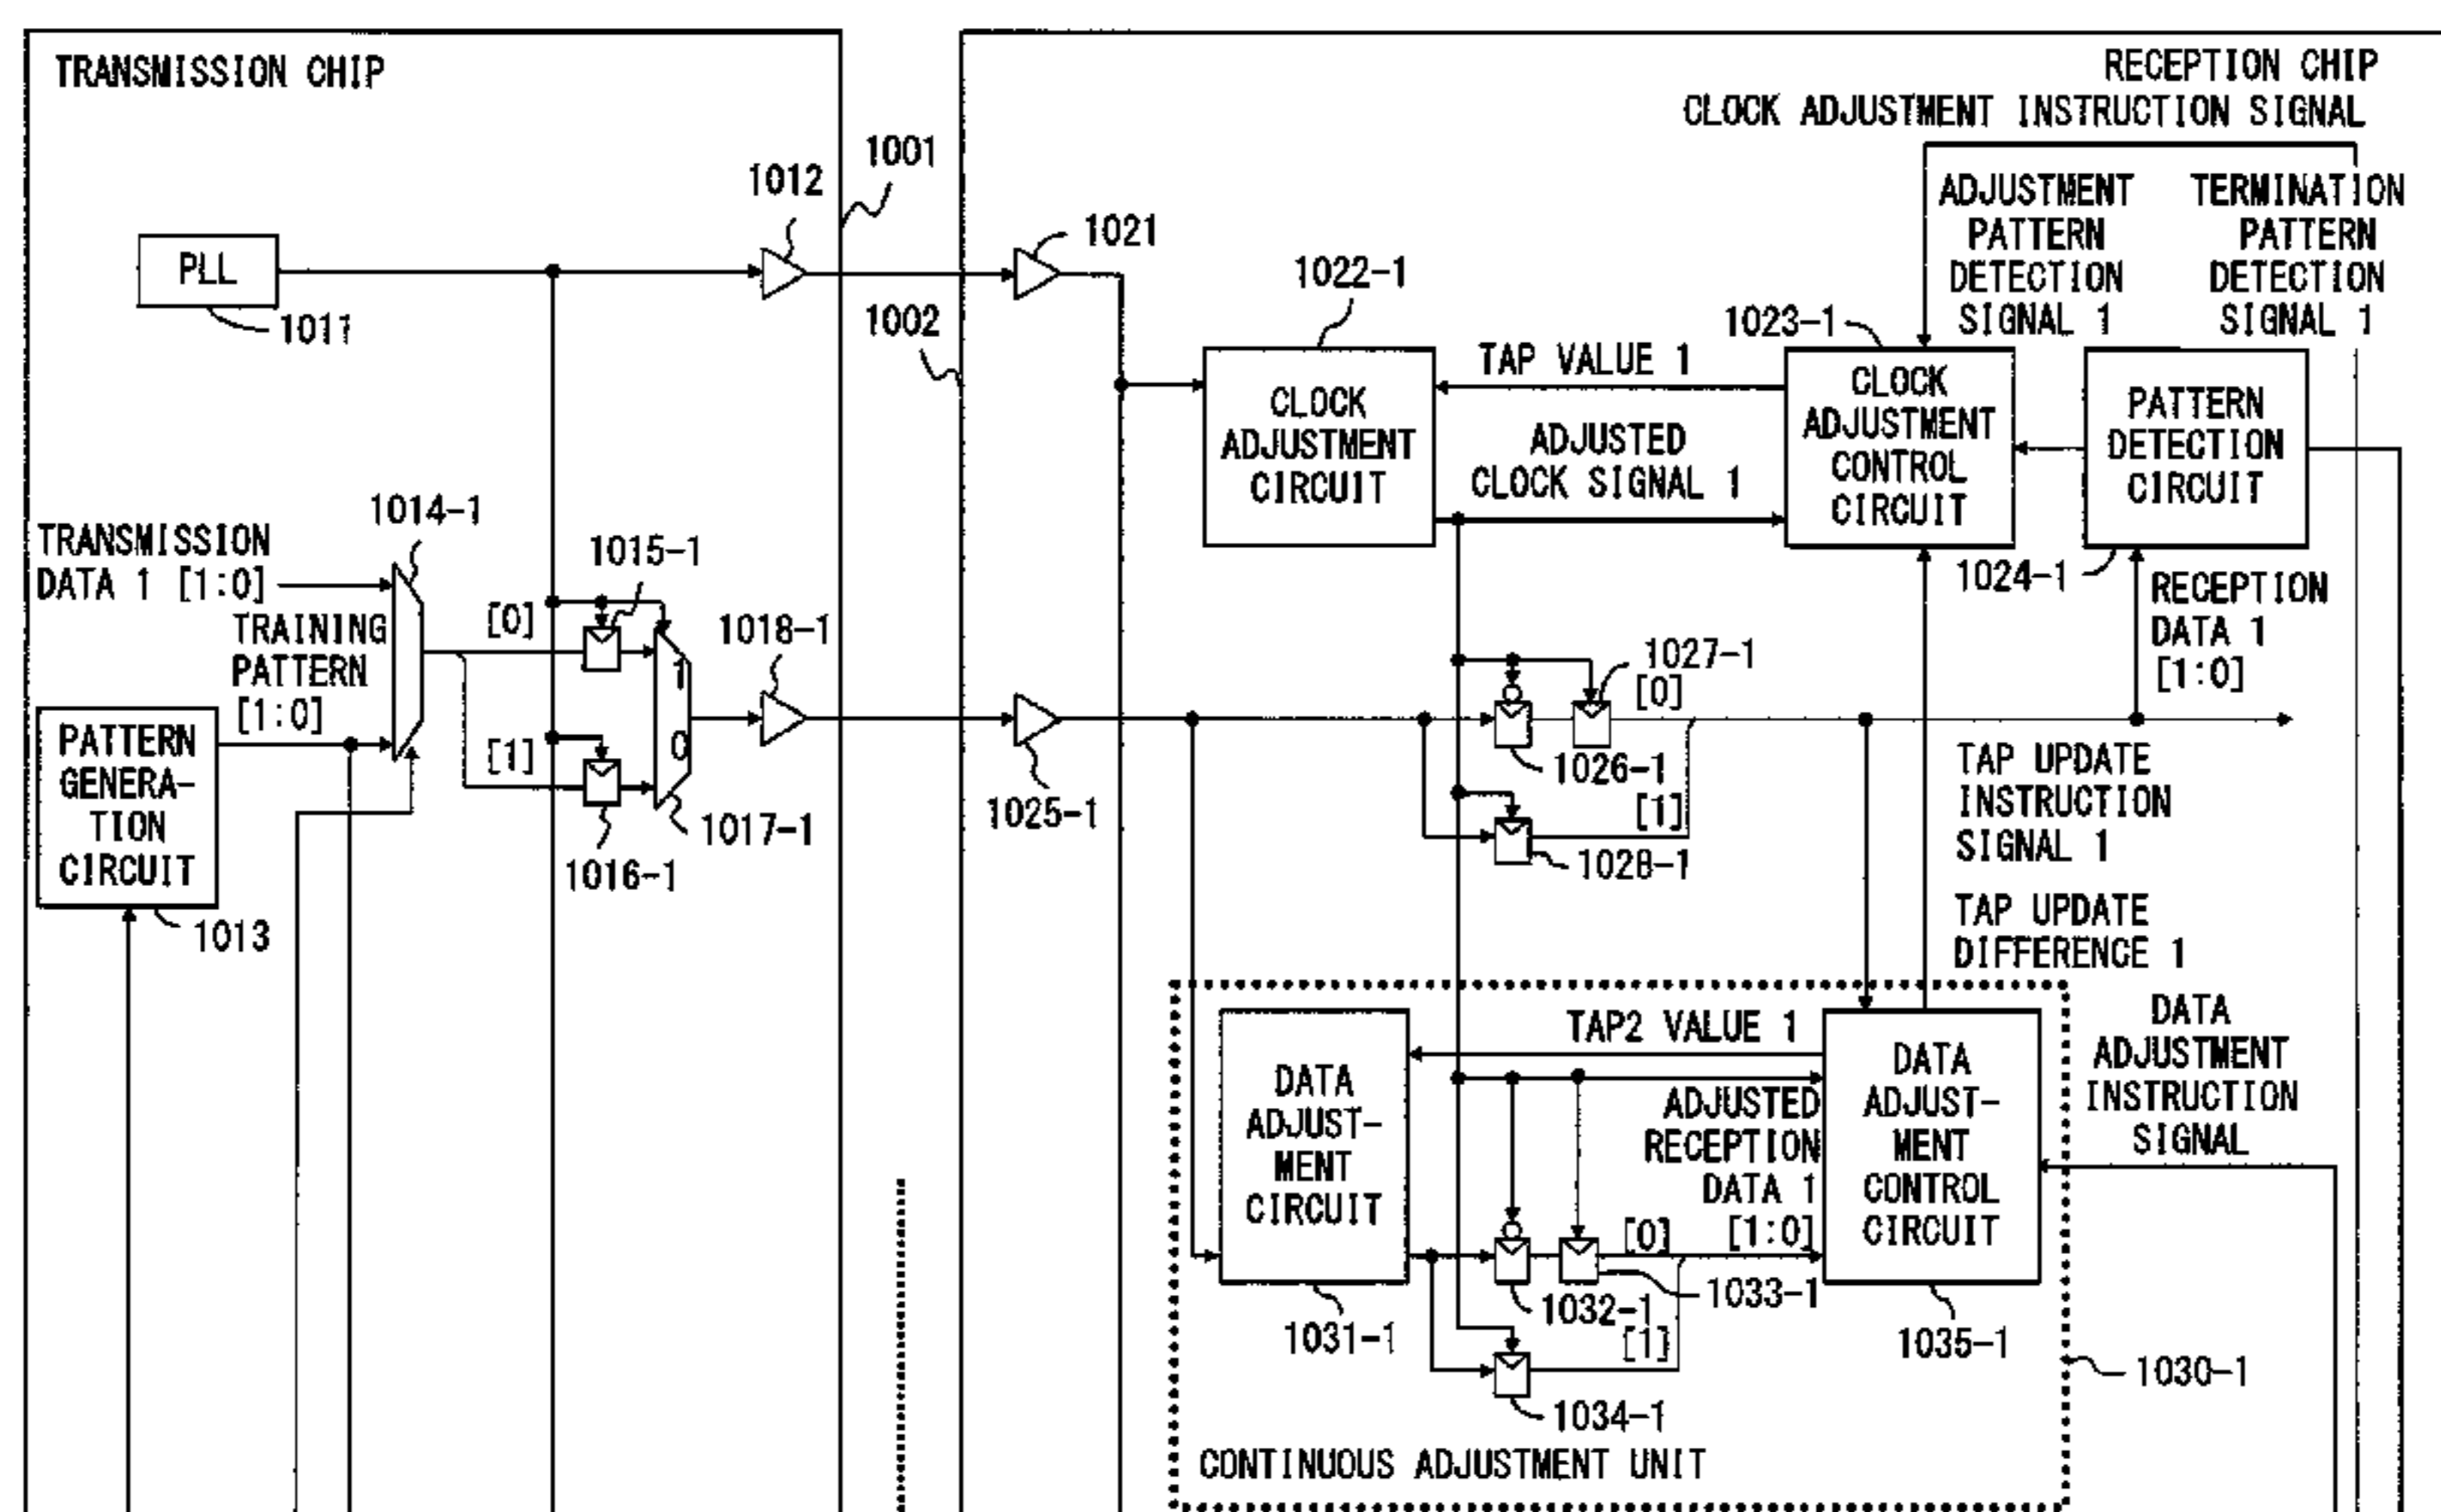 TRANSMISSION CHIP
RECEPTION CHIP
CLOCK ADJUSTMENT INSTRUCTION SIGNAL
1001
1012
1021
PLL
1011
1002
1022-1
1023-1
ADJUSTMENT
PATTERN
DETECTION
SIGNAL 1
TERMINATION
PATTERN
DETECTION
SIGNAL 1
TAP VALUE 1
CLOCK
ADJUSTMENT
CIRCUIT
ADJUSTED
CLOCK SIGNAL 1
CLOCK
ADJUSTMENT
CONTROL
CIRCUIT
PATTERN
DETECTION
CIRCUIT
1014-1
TRANSMISSION
DATA 1 [1:0]
1015-1
[0]
TRAINING
PATTERN
[1:0]
1018-1
1
0
[1]
PATTERN
GENERA-
TION
CIRCUIT
1017-1
1016-1
1013
1025-1
1024-1
RECEPTION
DATA 1
[1:0]
1027-1
[0]
1026-1
[1]
1028-1
TAP UPDATE
INSTRUCTION
SIGNAL 1
TAP UPDATE
DIFFERENCE 1
TAP2 VALUE 1
DATA
ADJUST-
MENT
CIRCUIT
ADJUSTED
RECEPTION
DATA 1
[1:0]
DATA
ADJUST-
MENT
CONTROL
CIRCUIT
DATA
ADJUSTMENT
INSTRUCTION
SIGNAL
[0]
1033-1
1032-1
[1]
1031-1
1035-1
1034-1
1030-1
CONTINUOUS ADJUSTMENT UNIT